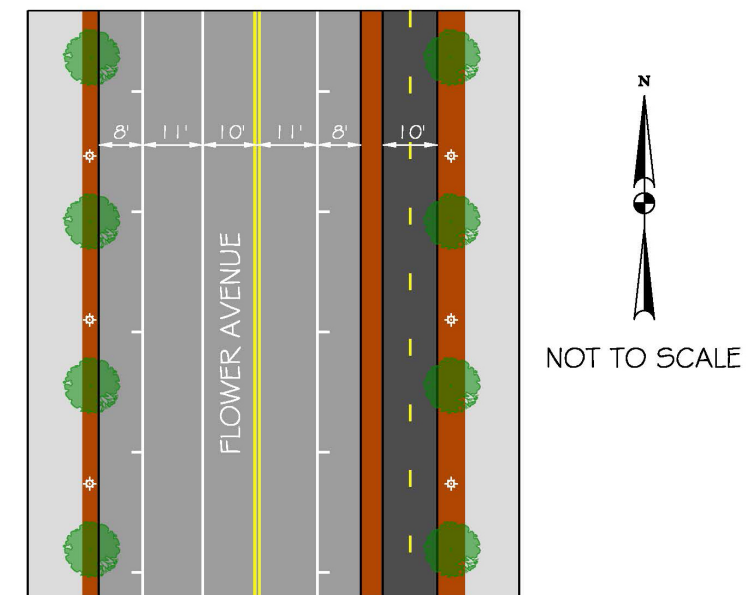 N
8' 11' 10' 11' 8' 10'
FLOWER AVENUE
NOT TO SCALE